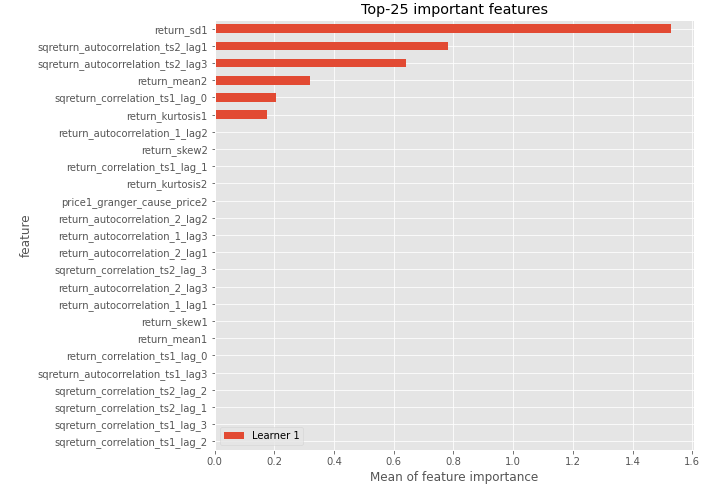 Top-25 important features
return_sd1
sqreturn_autocorrelation_ts2_lag1
sqreturn_autocorrelation_ts2_lag3
return_mean2
sqreturn_correlation_ts1_lag_0
return_kurtosis1
return_autocorrelation_1_lag2
return_skew2
return_correlation_ts1_lag_1
return_kurtosis2
price1_granger_cause_price2
return_autocorrelation_2_lag2
return_autocorrelation_1_lag3
return_autocorrelation_2_lag1
sqreturn_correlation_ts2_lag_3
return_autocorrelation_2_lag3
return_autocorrelation_1_lag1
return_skew1
return_mean1
return_correlation_ts1_lag_0
sqreturn_autocorrelation_ts1_lag3
sqreturn_correlation_ts2_lag_2
sqreturn_correlation_ts2_lag_1
sqreturn_correlation_ts1_lag_3
sqreturn_correlation_ts1_lag_2
feature
Learner 1
0.0 0.2 0.4 0.6 0.8 1.0 1.2 1.4 1.6
Mean of feature importance